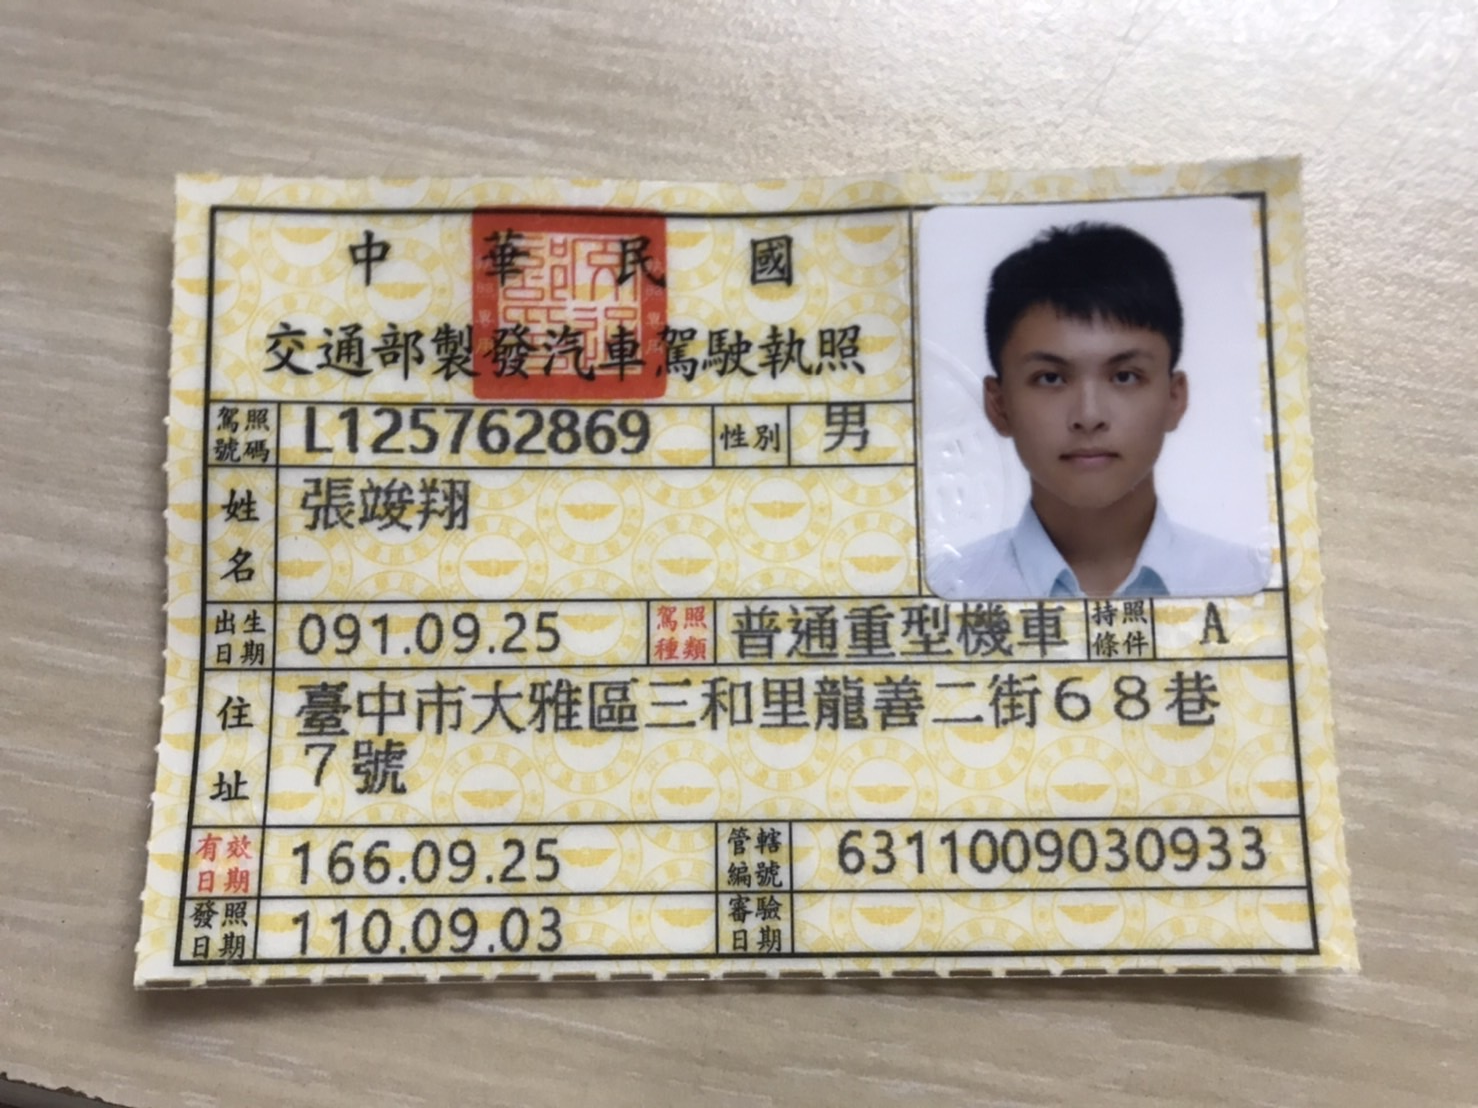 中華民國
交通部製發汽車駕駛執照
駕照號碼 L125762869 性別 男
姓名 張竣翔
出生日期 091.09.25 駕照種類 普通重型機車 持照條件 A
住址 臺中市大雅區三和里龍善二街68巷
7號
有效日期 166.09.25 管轄編號 6311009030933
發照日期 110.09.03 審驗日期